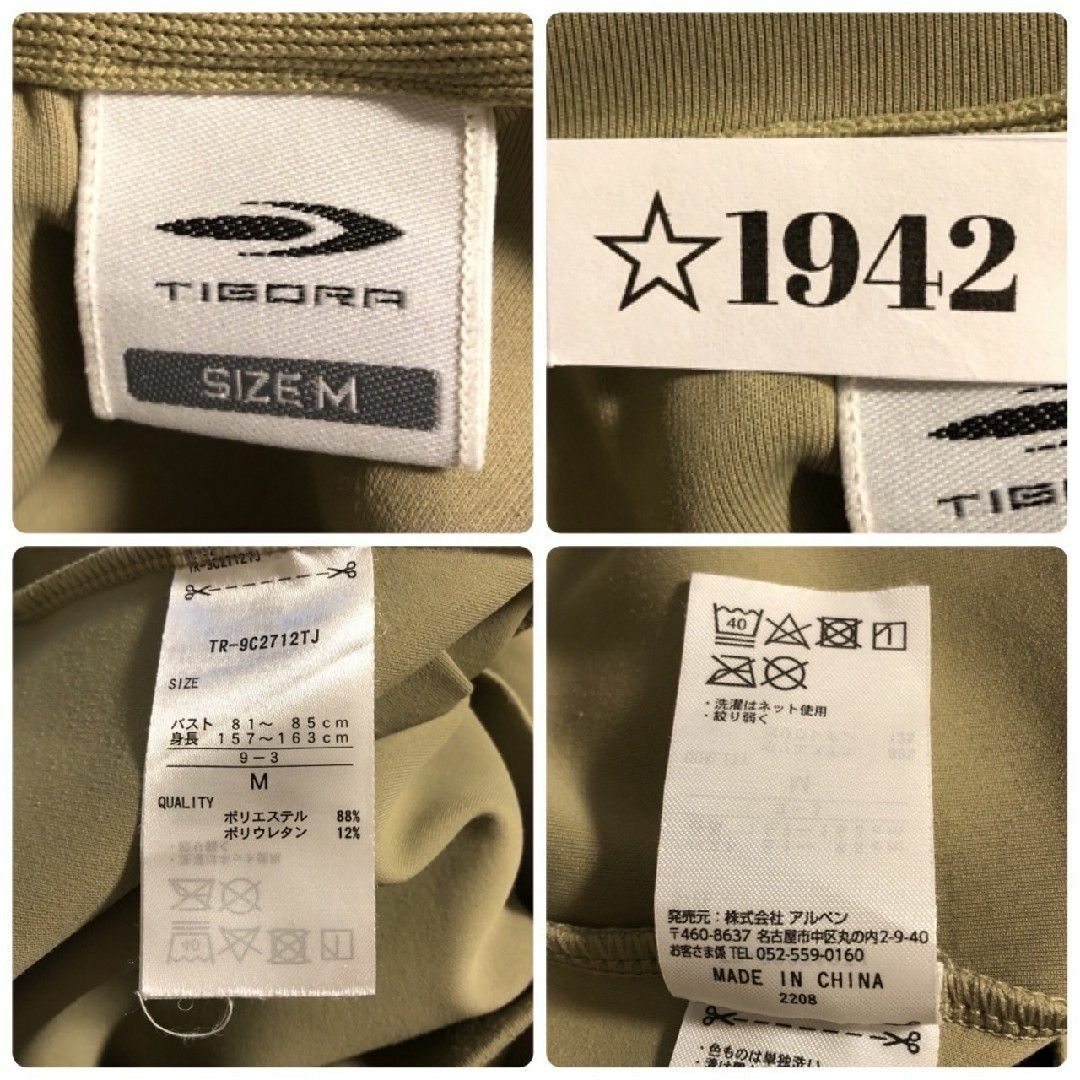 TIGORA
SIZE M
☆1942
TIGO
TR-9C2712TJ
TR-9C2712TJ
SIZE
バスト 81～ 85cm
身長 157～163cm
9-3
M
QUALITY
ポリエステル 88%
ポリウレタン 12%
40
1
・洗濯はネット使用
・絞り弱く
発売元：株式会社 アルペン
〒460-8637 名古屋市中区丸の内2-9-40
お客さま係 TEL 052-559-0160
MADE IN CHINA
2208
・色ものは単独洗い